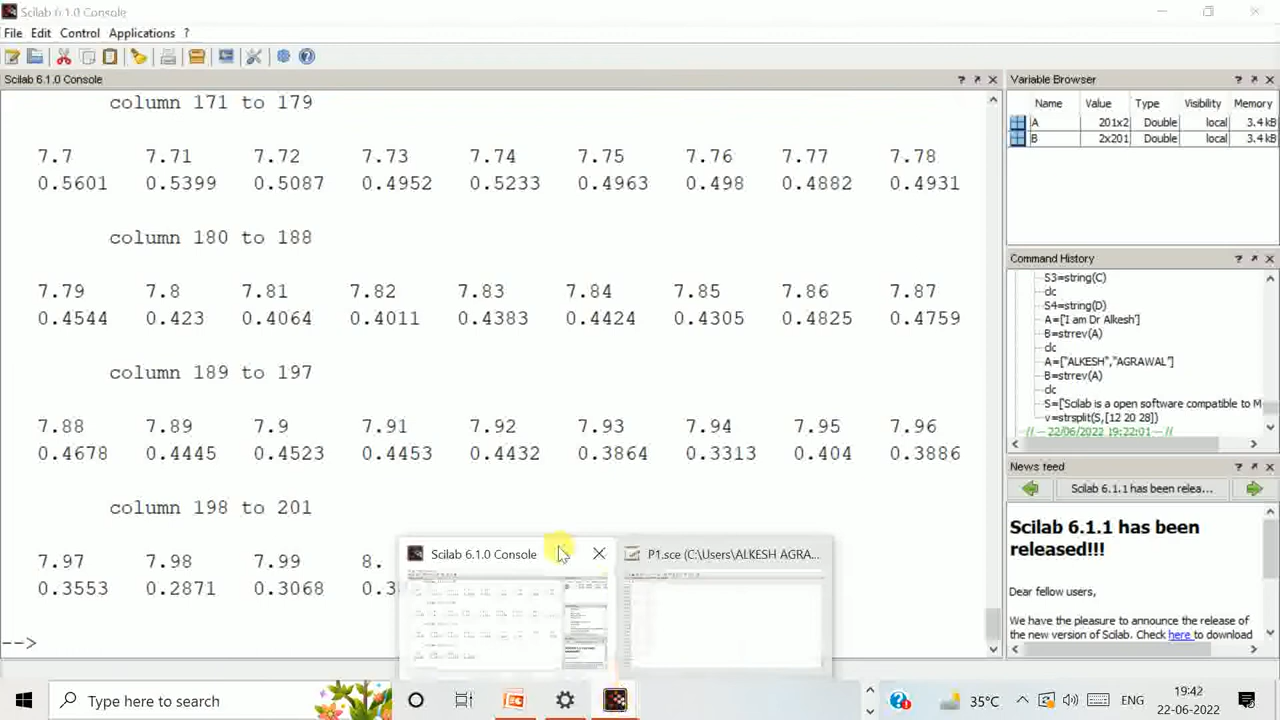 Scilab 6.1.0 Console
File Edit Control Applications ?
Scilab 6.1.0 Console
column 171 to 179
7.7 7.71 7.72 7.73 7.74 7.75 7.76 7.77 7.78
0.5601 0.5399 0.5087 0.4952 0.5233 0.4963 0.498 0.4882 0.4931
column 180 to 188
7.79 7.8 7.81 7.82 7.83 7.84 7.85 7.86 7.87
0.4544 0.423 0.4064 0.4011 0.4383 0.4424 0.4305 0.4825 0.4759
column 189 to 197
7.88 7.89 7.9 7.91 7.92 7.93 7.94 7.95 7.96
0.4678 0.4445 0.4523 0.4453 0.4432 0.3864 0.3313 0.404 0.3886
column 198 to 201
7.97 7.98 7.99
0.3553 0.2871 0.3068
-->
Scilab 6.1.0 Console
P1.sce (C:\Users\ALKESH AGRA...
Variable Browser
Name Value Type Visibility Memory
A 201x2 Double local 3.4 kB
B 2x201 Double local 3.4 kB
Command History
S3=string(C)
clc
S4=string(D)
A=['I am Dr Alkesh']
B=strrev(A)
clc
A=["ALKESH","AGRAWAL"]
B=strrev(A)
clc
S=['Scilab is a open software compatible to M
v=strsplit(S,[12 20 28])
// -- 22/06/2022 19:22:01 -- //
News feed
Scilab 6.1.1 has been relea...
Scilab 6.1.1 has been
released!!!
Dear fellow users,
e the pleasure to announce the release of
version of Scilab. Check here to download
Type here to search
35°C
ENG
19:42
22-06-2022